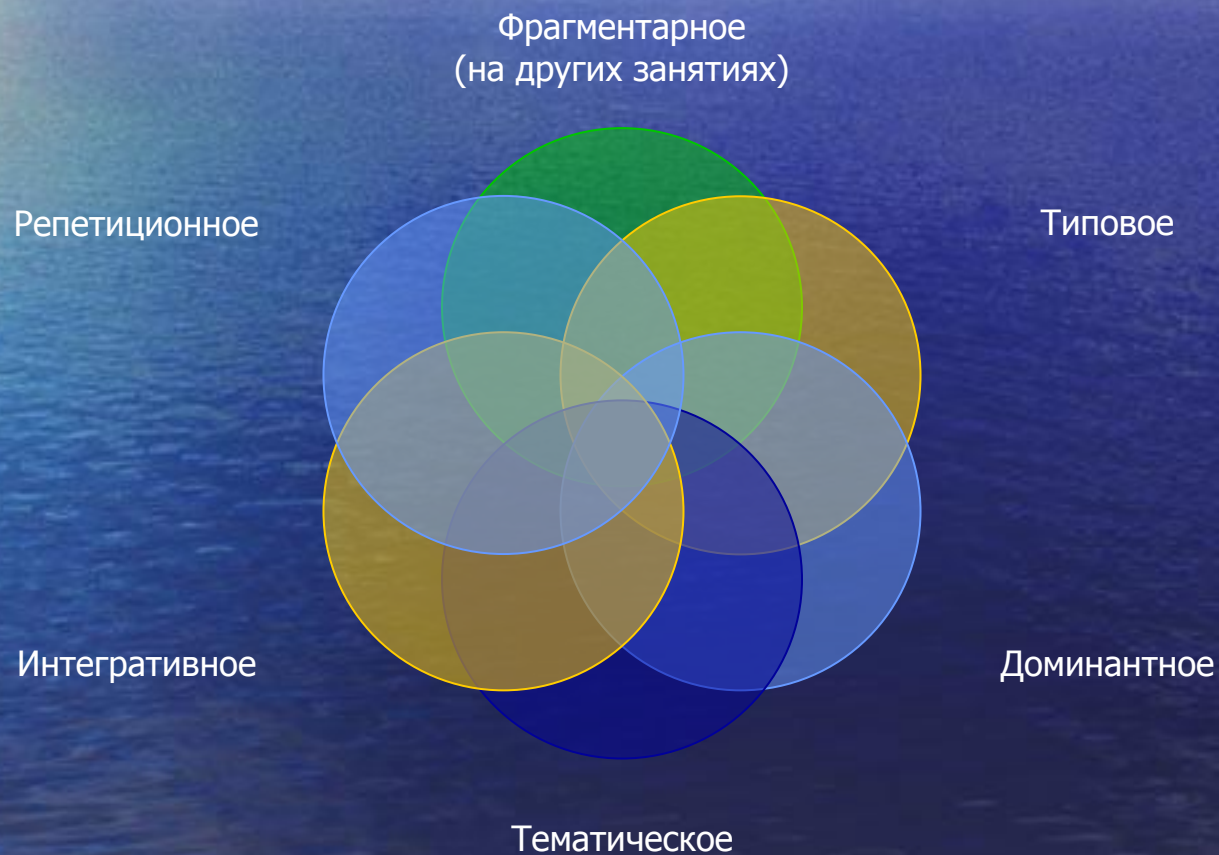 Фрагментарное
(на других занятиях)
Репетиционное
Типовое
Интегративное
Доминантное
Тематическое